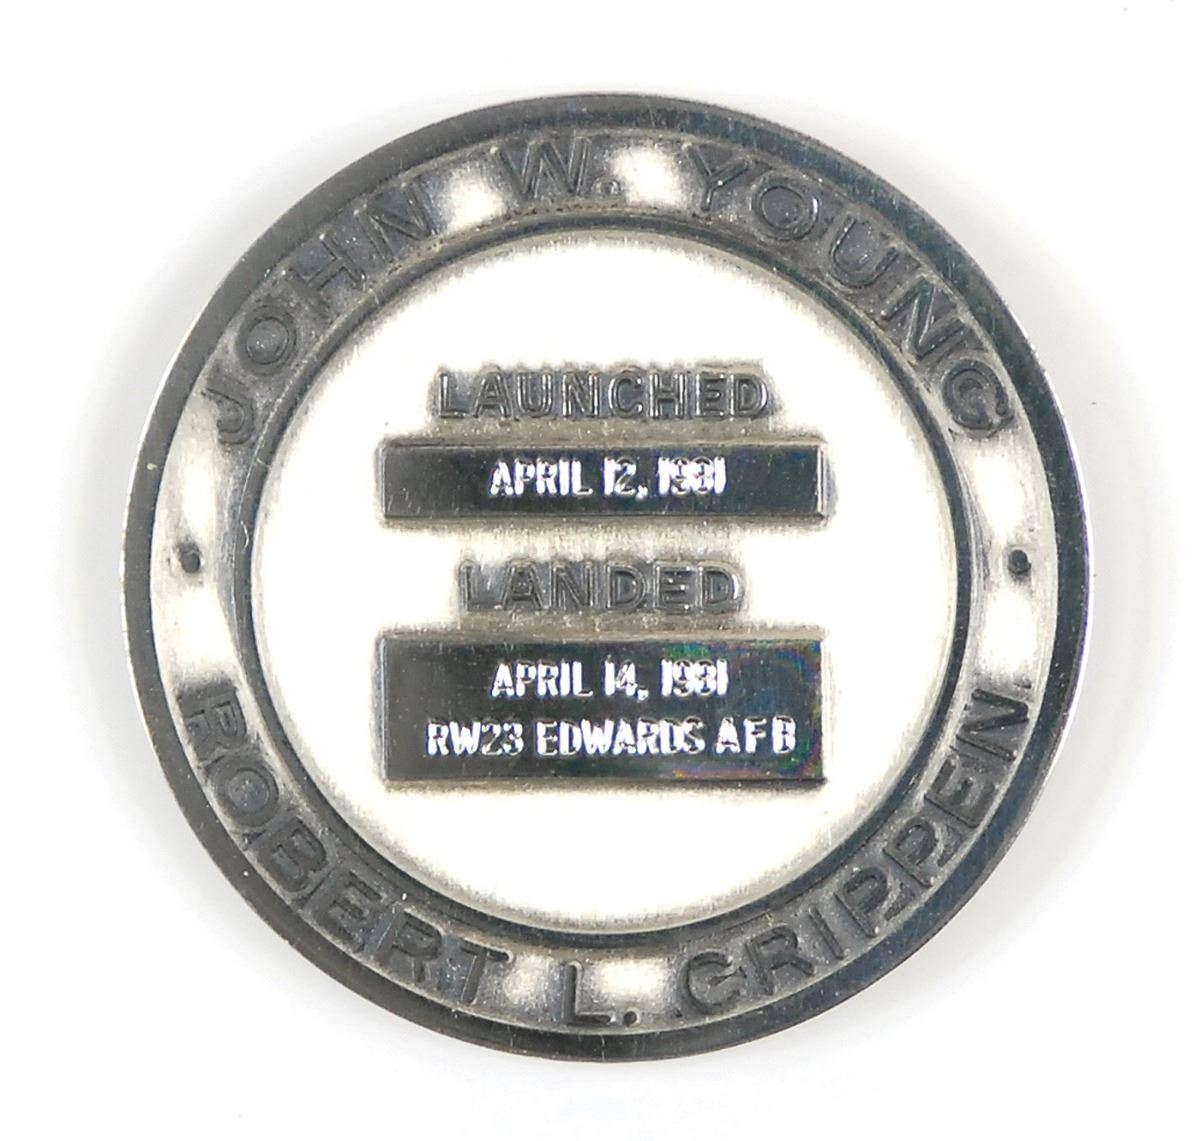 JOHN W. YOUNG
LAUNCHED
APRIL 12, 1981
LANDED
APRIL 14, 1981
RW23 EDWARDS AFB
ROBERT L. CRIPPEN